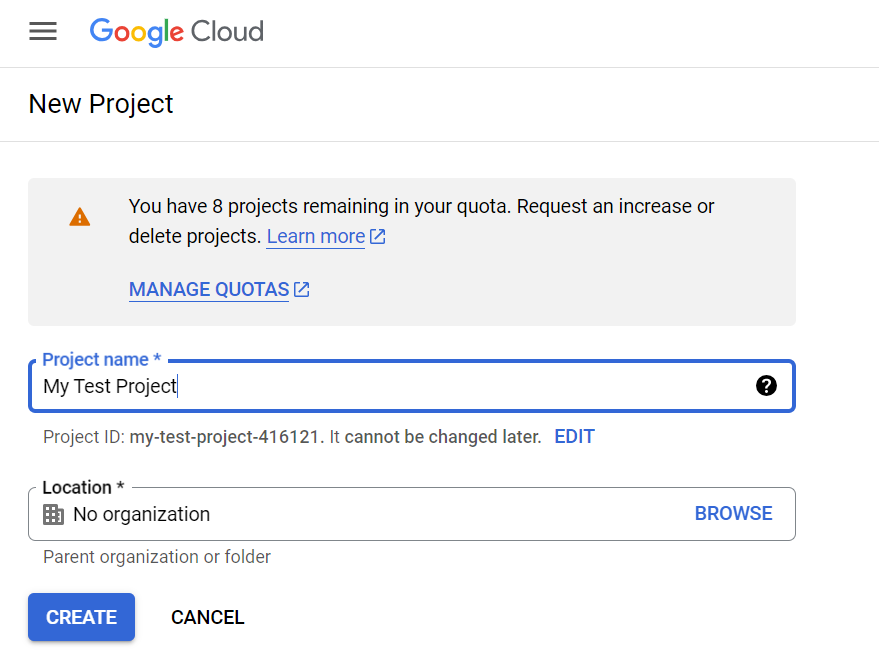 Google Cloud
New Project
You have 8 projects remaining in your quota. Request an increase or
delete projects. Learn more
MANAGE QUOTAS
Project name *
My Test Project
Project ID: my-test-project-416121. It cannot be changed later. EDIT
Location *
No organization BROWSE
Parent organization or folder
CREATE CANCEL